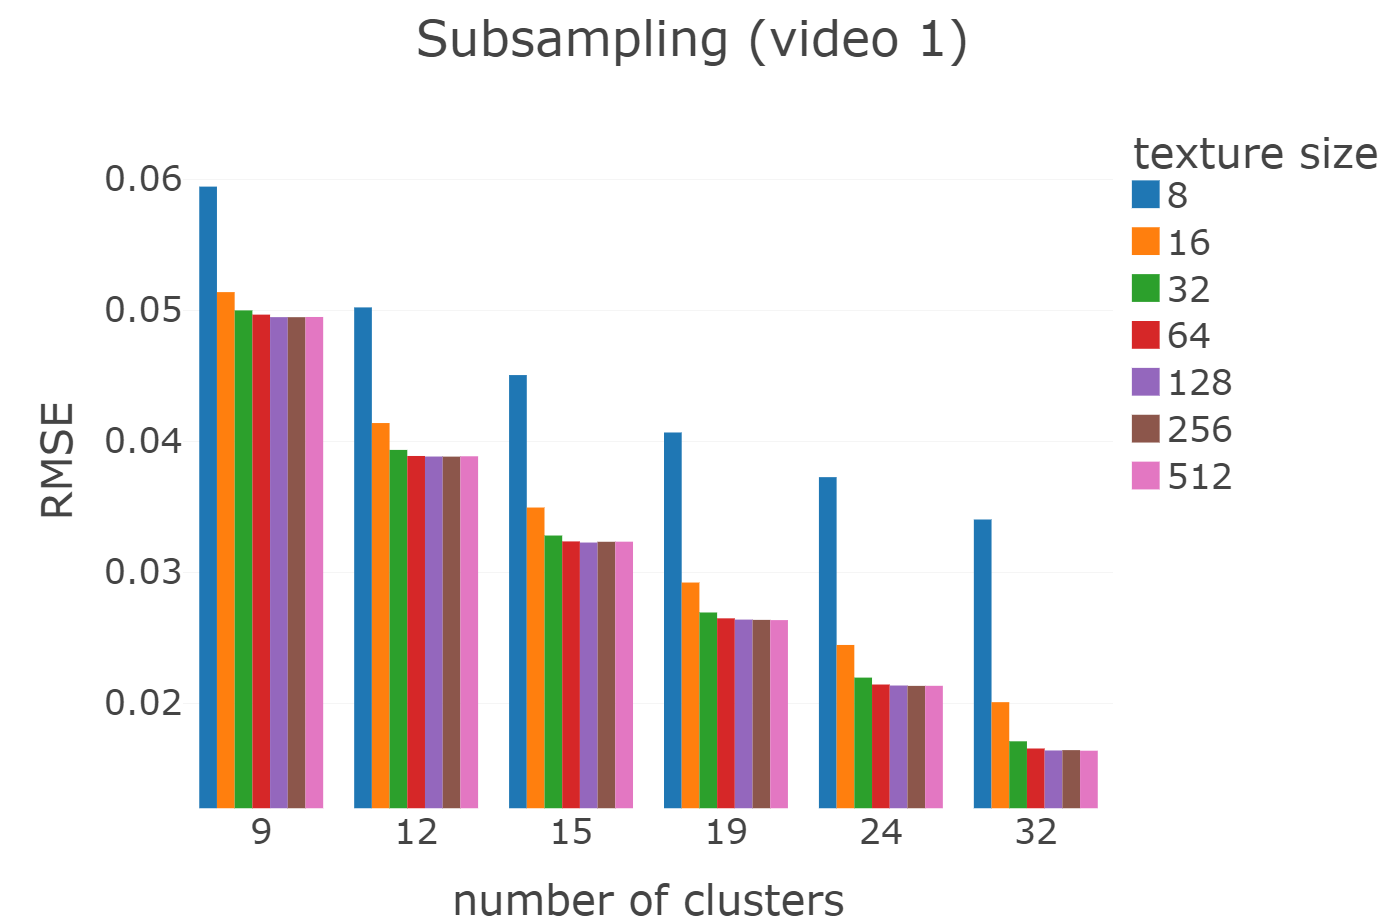 Subsampling (video 1)
texture size
8
16
32
64
128
256
512
RMSE
0.06
0.05
0.04
0.03
0.02
9 12 15 19 24 32
number of clusters